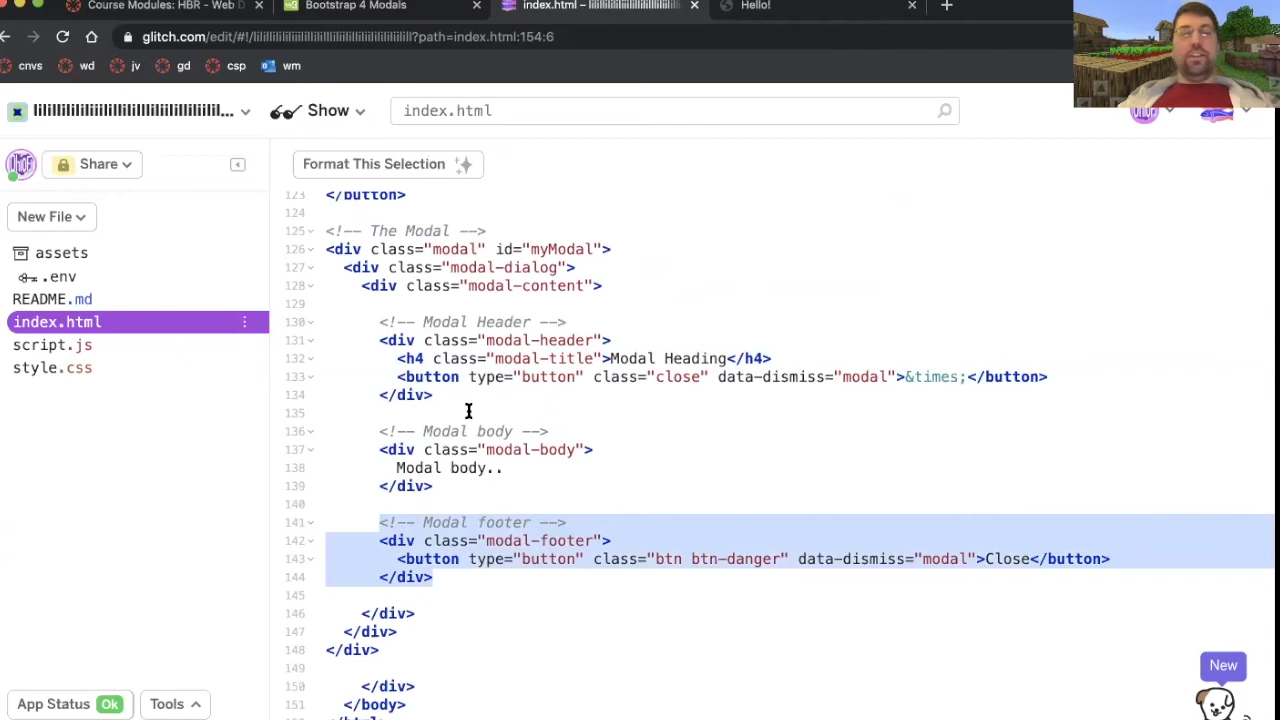 Course Modules: HBR - Web D
Bootstrap 4 Modals
index.html –
Hello!
glitch.com/edit/#!/
?path=index.html:154:6
cnvs
wd
jv
gd
csp
wm
Show
index.html
Share
Format This Selection
New File
assets
.env
README.md
index.html
script.js
style.css
123 </button>
124
125 <!-- The Modal -->
126 <div class="modal" id="myModal">
127 <div class="modal-dialog">
128 <div class="modal-content">
129
130 <!-- Modal Header -->
131 <div class="modal-header">
132 <h4 class="modal-title">Modal Heading</h4>
133 <button type="button" class="close" data-dismiss="modal">&times;</button>
134 </div>
135
136 <!-- Modal body -->
137 <div class="modal-body">
138 Modal body..
139 </div>
140
141 <!-- Modal footer -->
142 <div class="modal-footer">
143 <button type="button" class="btn btn-danger" data-dismiss="modal">Close</button>
144 </div>
145
146 </div>
147 </div>
148 </div>
149
150 </div>
151 </body>
New
App Status Ok
Tools